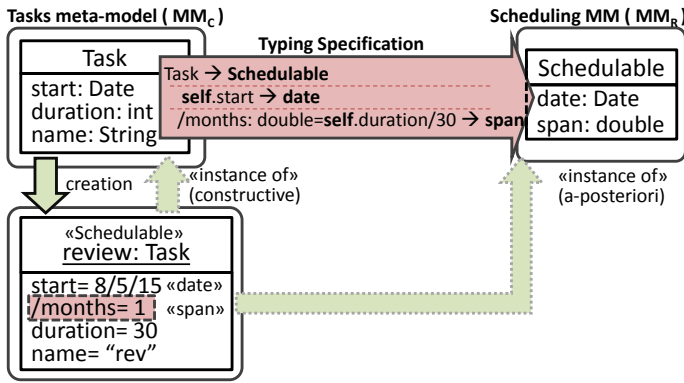 Tasks meta-model ( MM_C)
Scheduling MM ( MM_R)
Typing Specification
Task
start: Date
duration: int
name: String
Task → Schedulable
self.start → date
/months: double=self.duration/30 → span
Schedulable
date: Date
span: double
creation
«instance of»
(constructive)
«instance of»
(a-posteriori)
«Schedulable»
review: Task
start= 8/5/15 «date»
/months= 1 «span»
duration= 30
name= “rev”